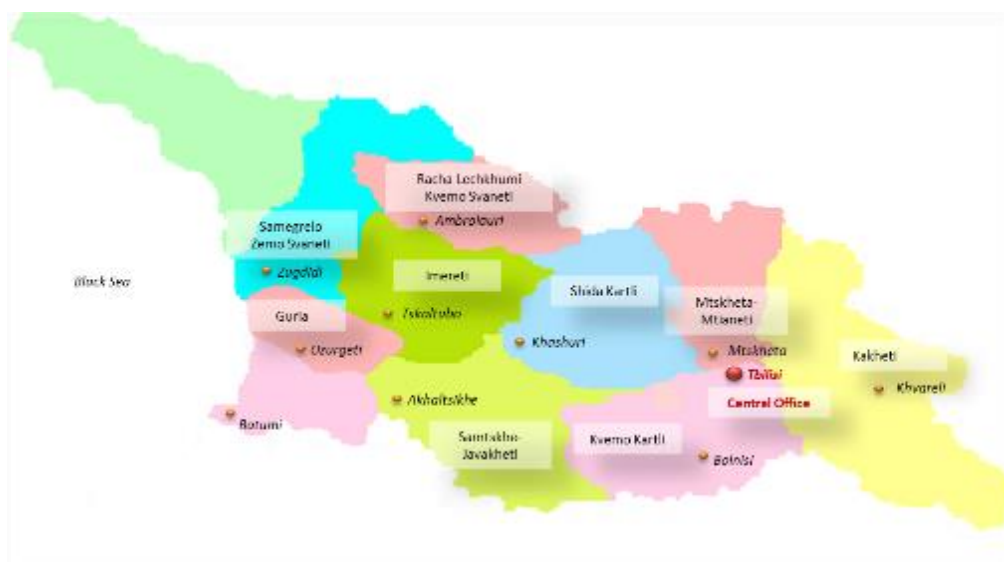 Racha Lechkhumi
Kvemo Svaneti
Ambrolauri
Samegrelo
Zemo Svaneti
Zugdidi
Imereti
Black Sea
Shida Kartli
Mtskheta-
Mtianeti
Guria
Tskaltubo
Khashuri
Ozurgeti
Mtskheta
Kakheti
Tbilisi
Khvareli
Akhaltsikhe
Central Office
Batumi
Samtskhe-
Javakheti
Kvemo Kartli
Bolnisi